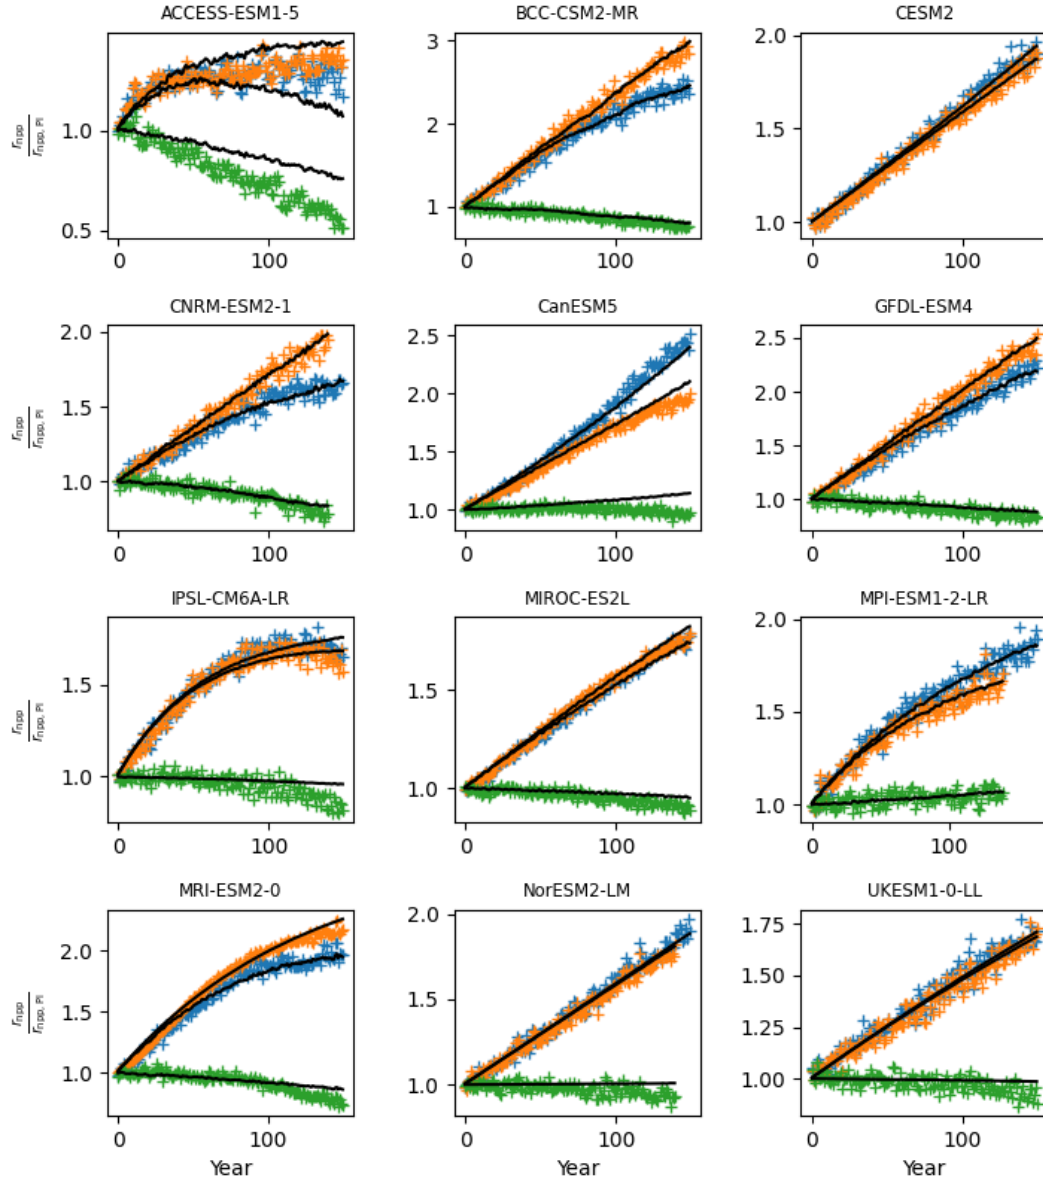 ACCESS-ESM1-5 BCC-CSM2-MR CESM2
r_npp / r_npp, PI
1.0
0.5
3
2
1
2.0
1.5
1.0
0 100 0 100 0 100
CNRM-ESM2-1 CanESM5 GFDL-ESM4
r_npp / r_npp, PI
2.0
1.5
1.0
2.5
2.0
1.5
1.0
2.5
2.0
1.5
1.0
0 100 0 100 0 100
IPSL-CM6A-LR MIROC-ES2L MPI-ESM1-2-LR
r_npp / r_npp, PI
1.5
1.0
1.5
1.0
2.0
1.5
1.0
0 100 0 100 0 100
MRI-ESM2-0 NorESM2-LM UKESM1-0-LL
r_npp / r_npp, PI
2.0
1.5
1.0
2.0
1.5
1.0
1.75
1.50
1.25
1.00
0 100 0 100 0 100
Year Year Year